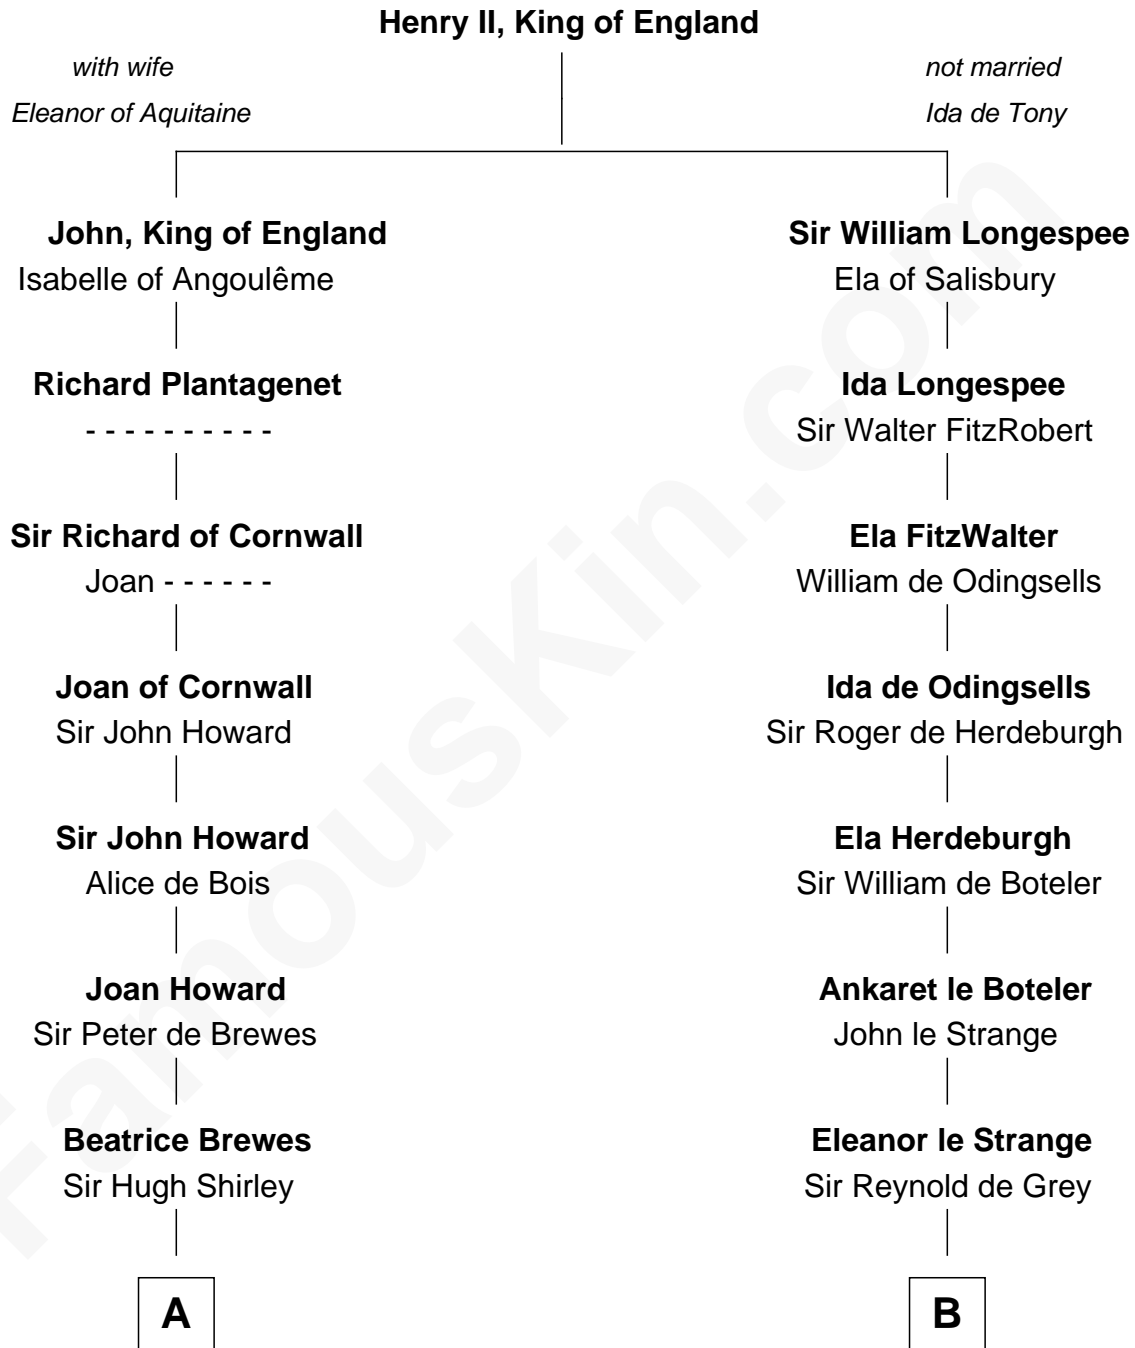 Henry II, King of England
with wife
Eleanor of Aquitaine
not married
Ida de Tony
John, King of England
Isabelle of Angoulême
Sir William Longespee
Ela of Salisbury
Richard Plantagenet
- - - - - - - - - -
Ida Longespee
Sir Walter FitzRobert
Sir Richard of Cornwall
Joan - - - - - -
Ela FitzWalter
William de Odingsells
Joan of Cornwall
Sir John Howard
Ida de Odingsells
Sir Roger de Herdeburgh
Sir John Howard
Alice de Bois
Ela Herdeburgh
Sir William de Boteler
Joan Howard
Sir Peter de Brewes
Ankaret le Boteler
John le Strange
Beatrice Brewes
Sir Hugh Shirley
Eleanor le Strange
Sir Reynold de Grey
A
B
FamousKin.com